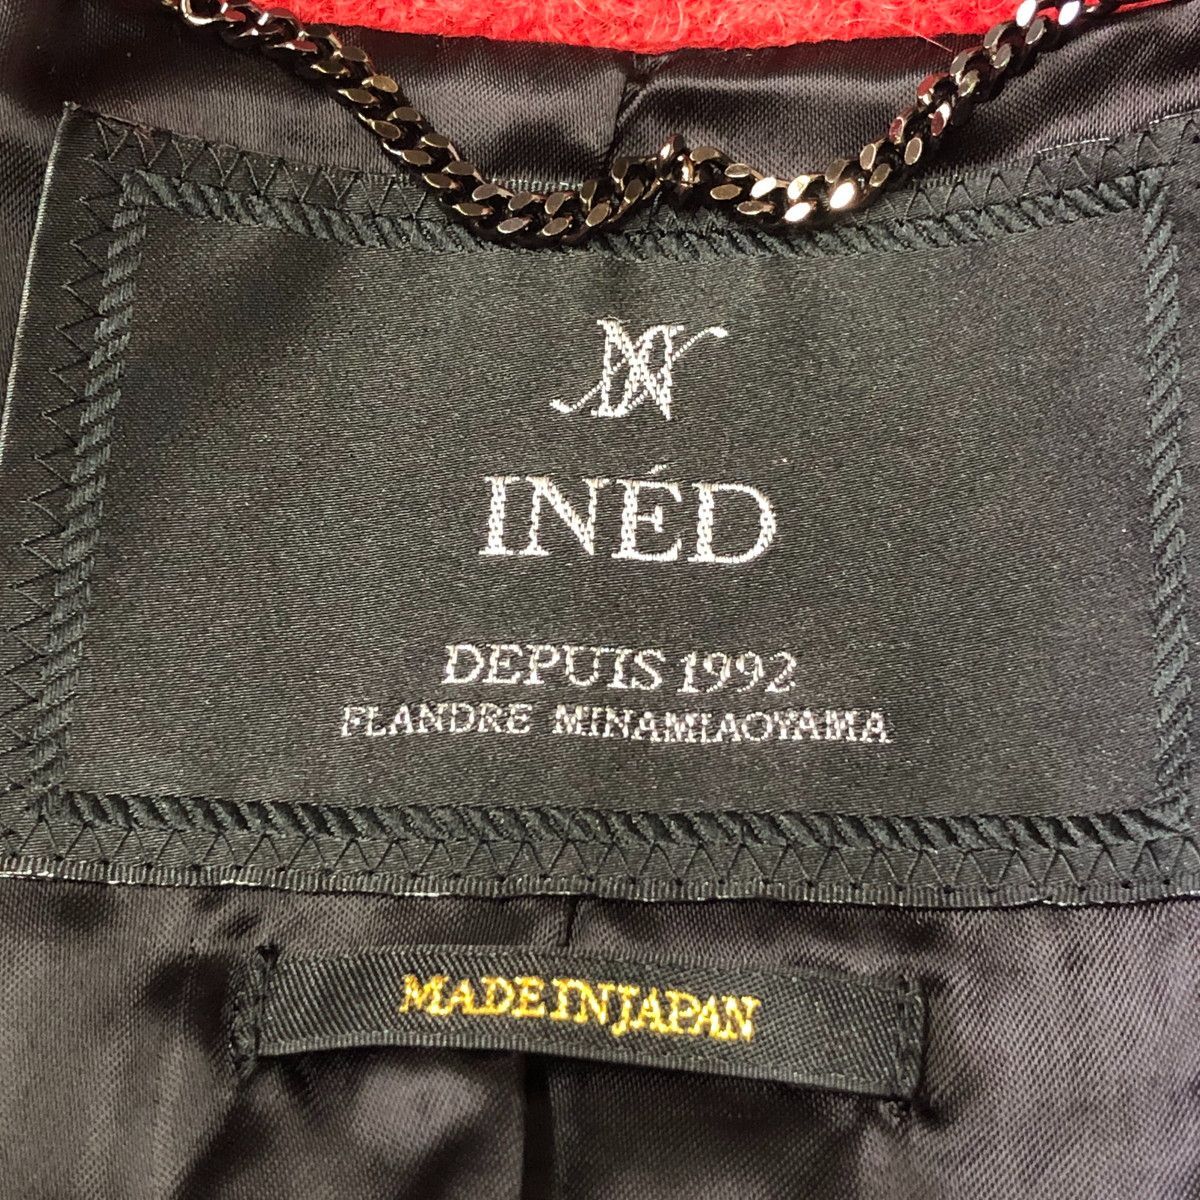 INÉD
DEPUIS 1992
FLANDRE MINAMIAOYAMA
MADE IN JAPAN